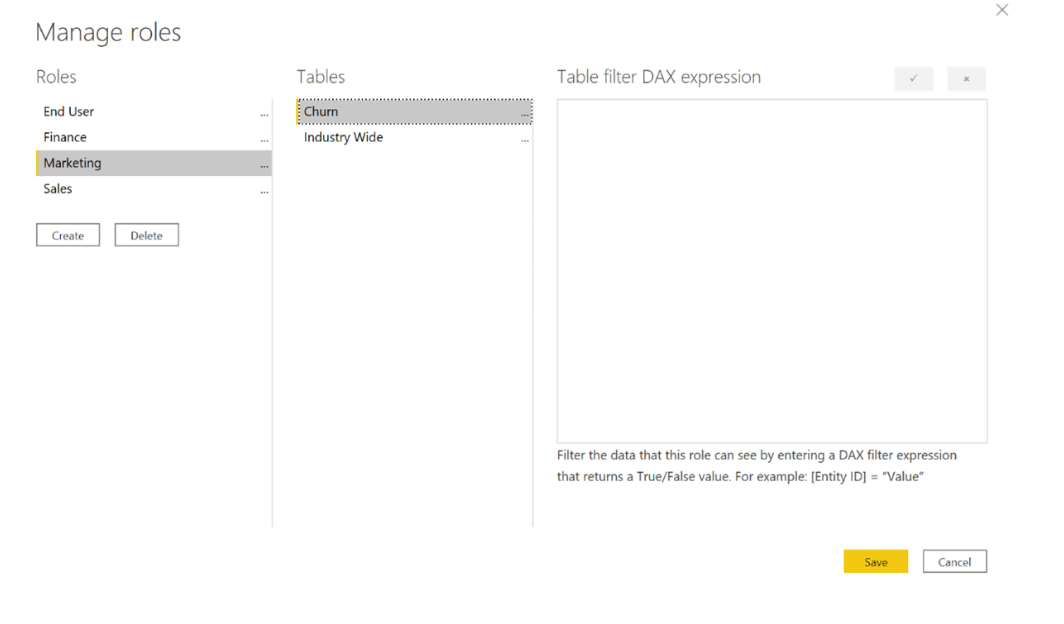 Manage roles
Roles
Tables
Table filter DAX expression
End User
...
Finance
...
Marketing
...
Sales
...
Create
Delete
Churn
...
Industry Wide
...
Filter the data that this role can see by entering a DAX filter expression
that returns a True/False value. For example: [Entity ID] = “Value”
Save
Cancel